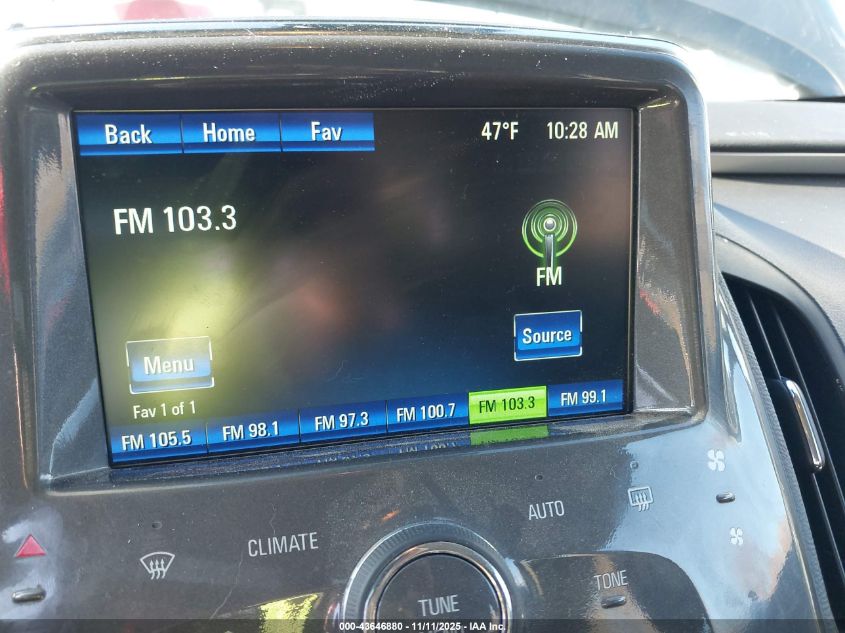 Back Home Fav 47°F 10:28 AM
FM 103.3
FM
Menu
Source
Fav 1 of 1
FM 105.5 FM 98.1 FM 97.3 FM 100.7 FM 103.3 FM 99.1
CLIMATE AUTO
TUNE TONE
000-43646880 - 11/11/2025 - IAA Inc.